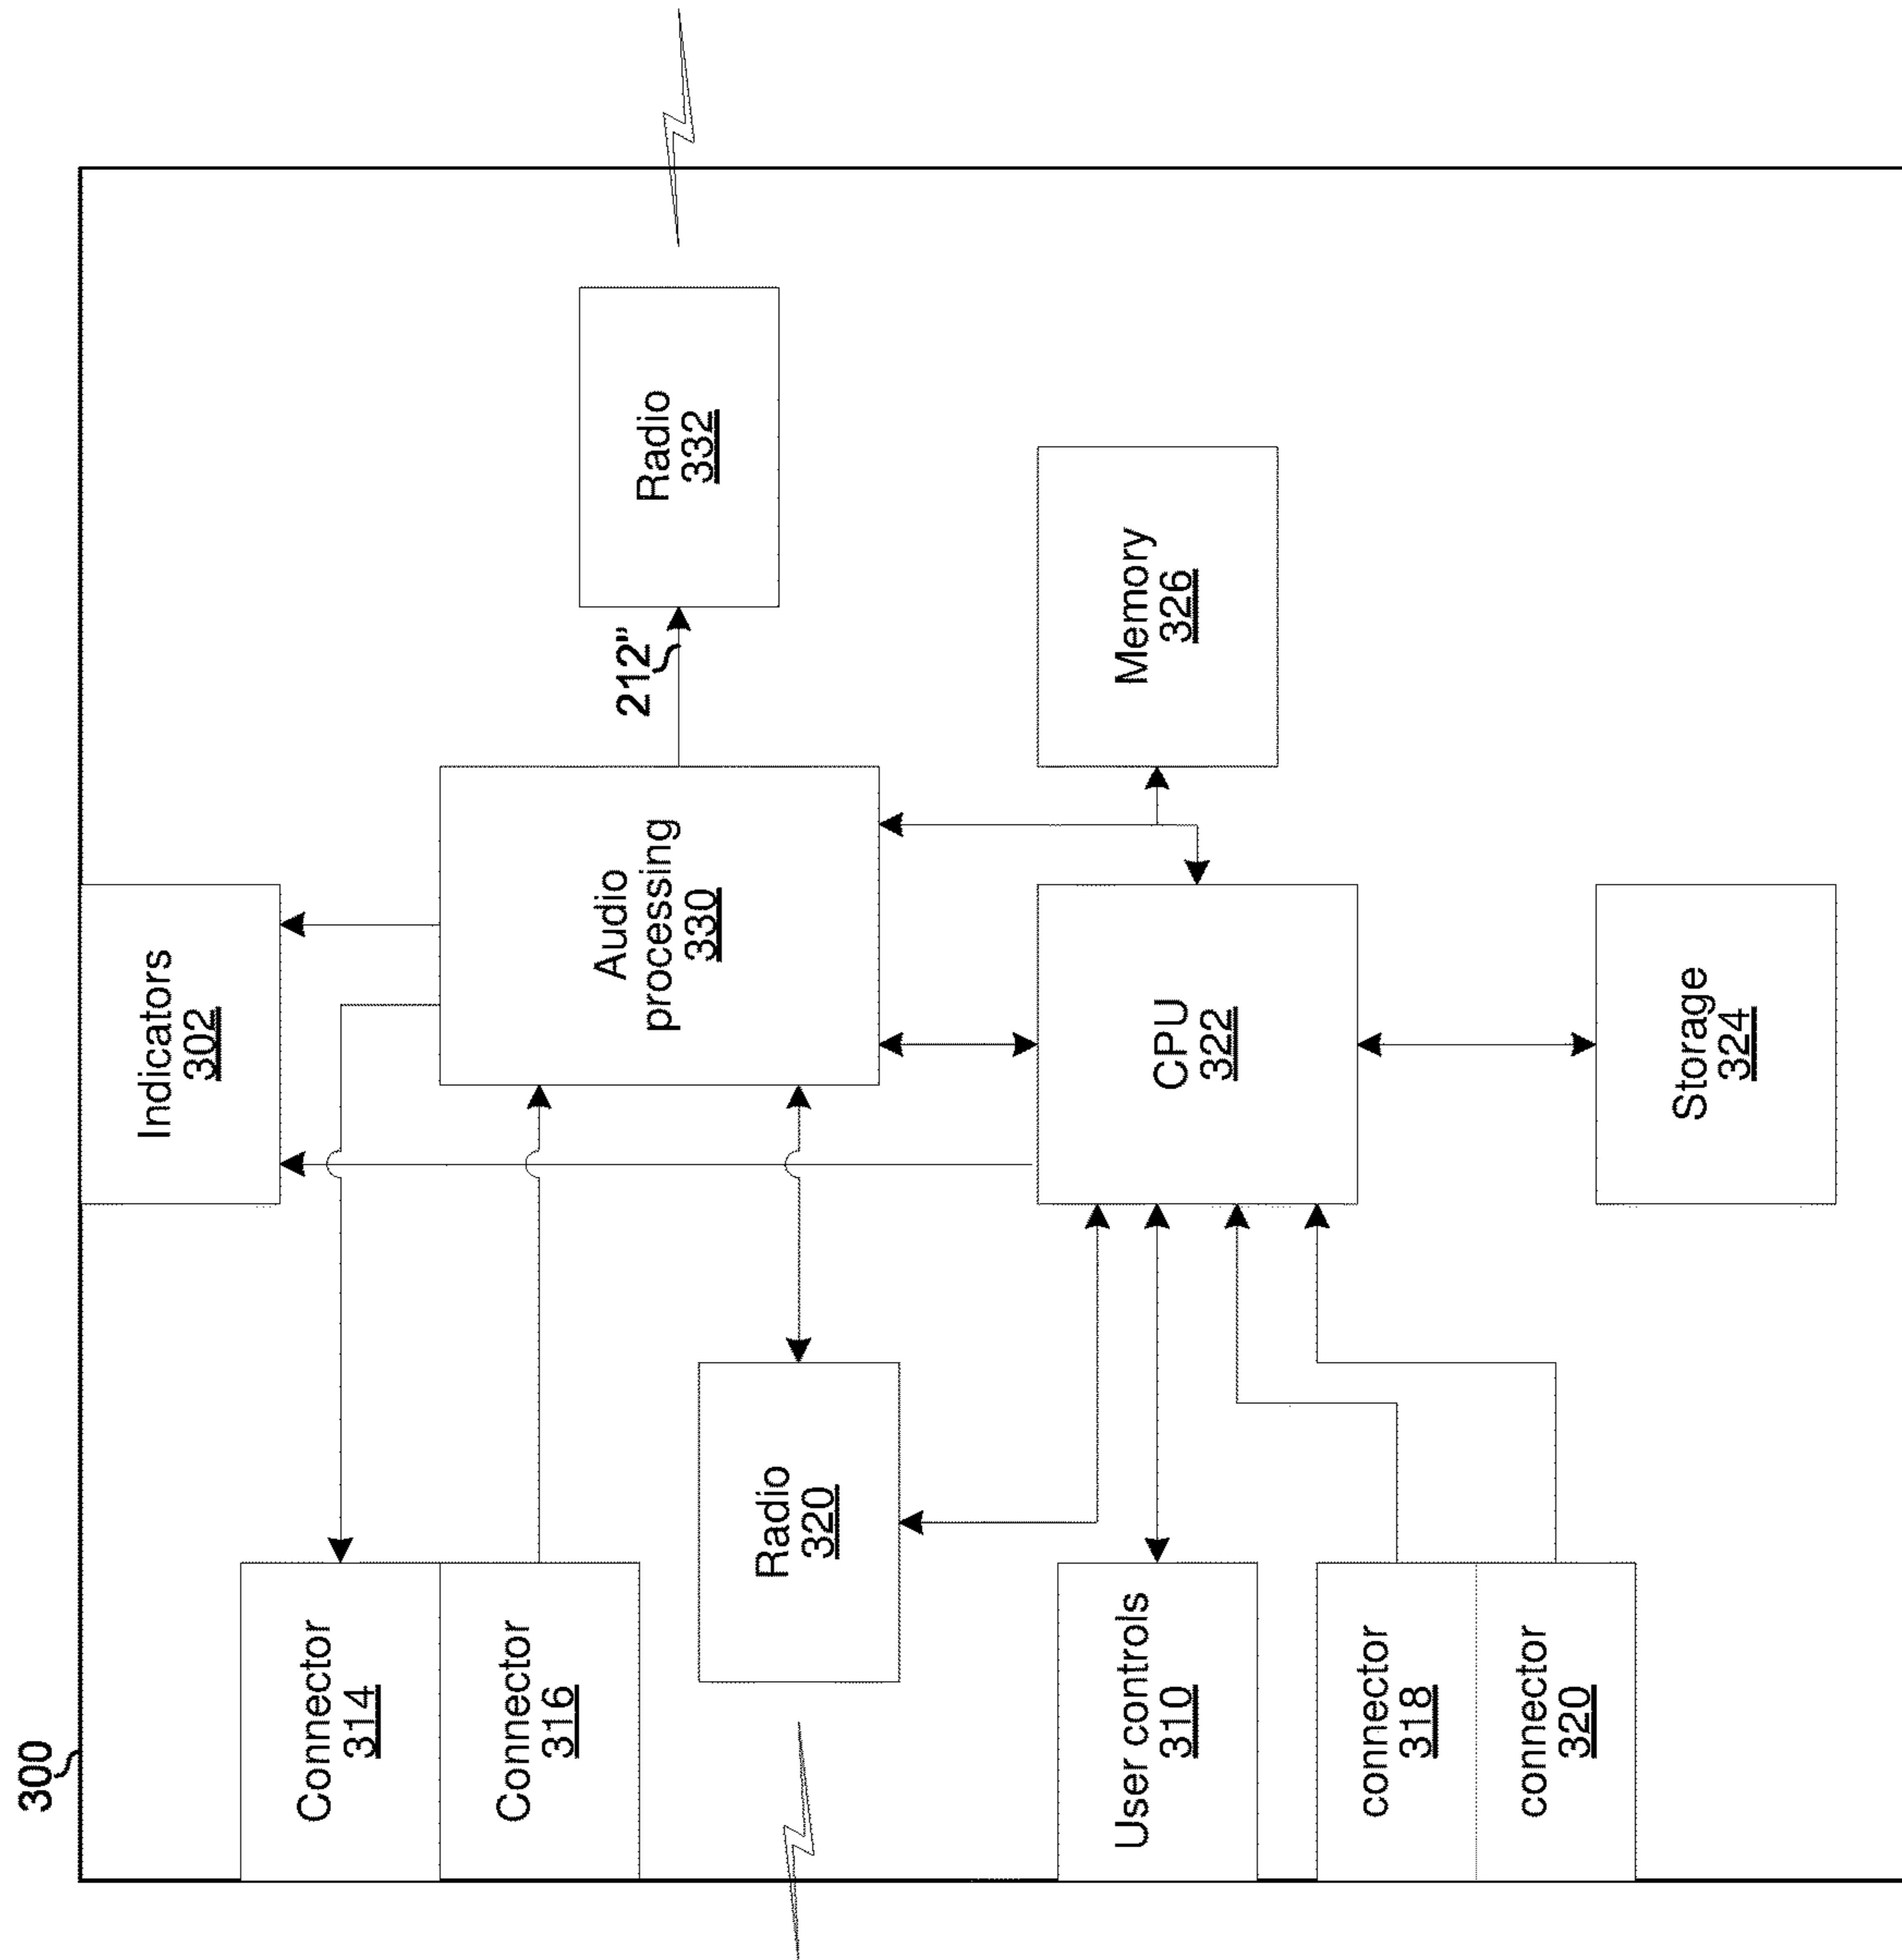 300
Indicators
302
Connector
314
Connector
316
Audio
processing
330
212"
Radio
332
Radio
320
User controls
310
CPU
322
Memory
326
connector
318
connector
320
Storage
324